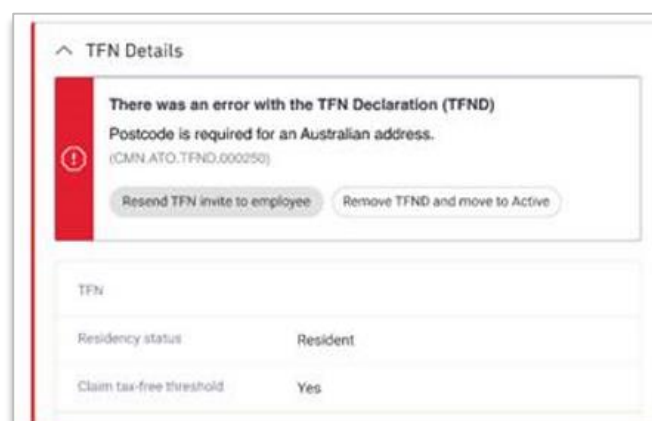 TFN Details
There was an error with the TFN Declaration (TFND)
Postcode is required for an Australian address.
(CMN.ATO.TFND.000250)
Resend TFN invite to employee Remove TFND and move to Active
TFN
Residency status Resident
Claim tax-free threshold Yes